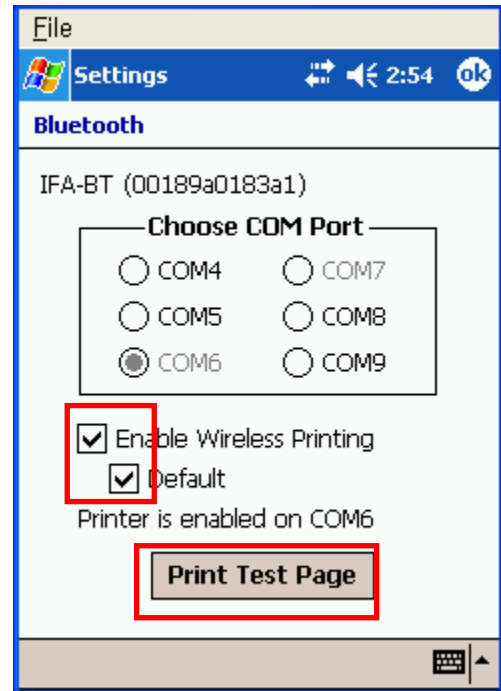 File
Settings 2:54 ok
Bluetooth
IFA-BT (00189a0183a1)
Choose COM Port
COM4 COM7
COM5 COM8
COM6 COM9
Enable Wireless Printing
Default
Printer is enabled on COM6
Print Test Page